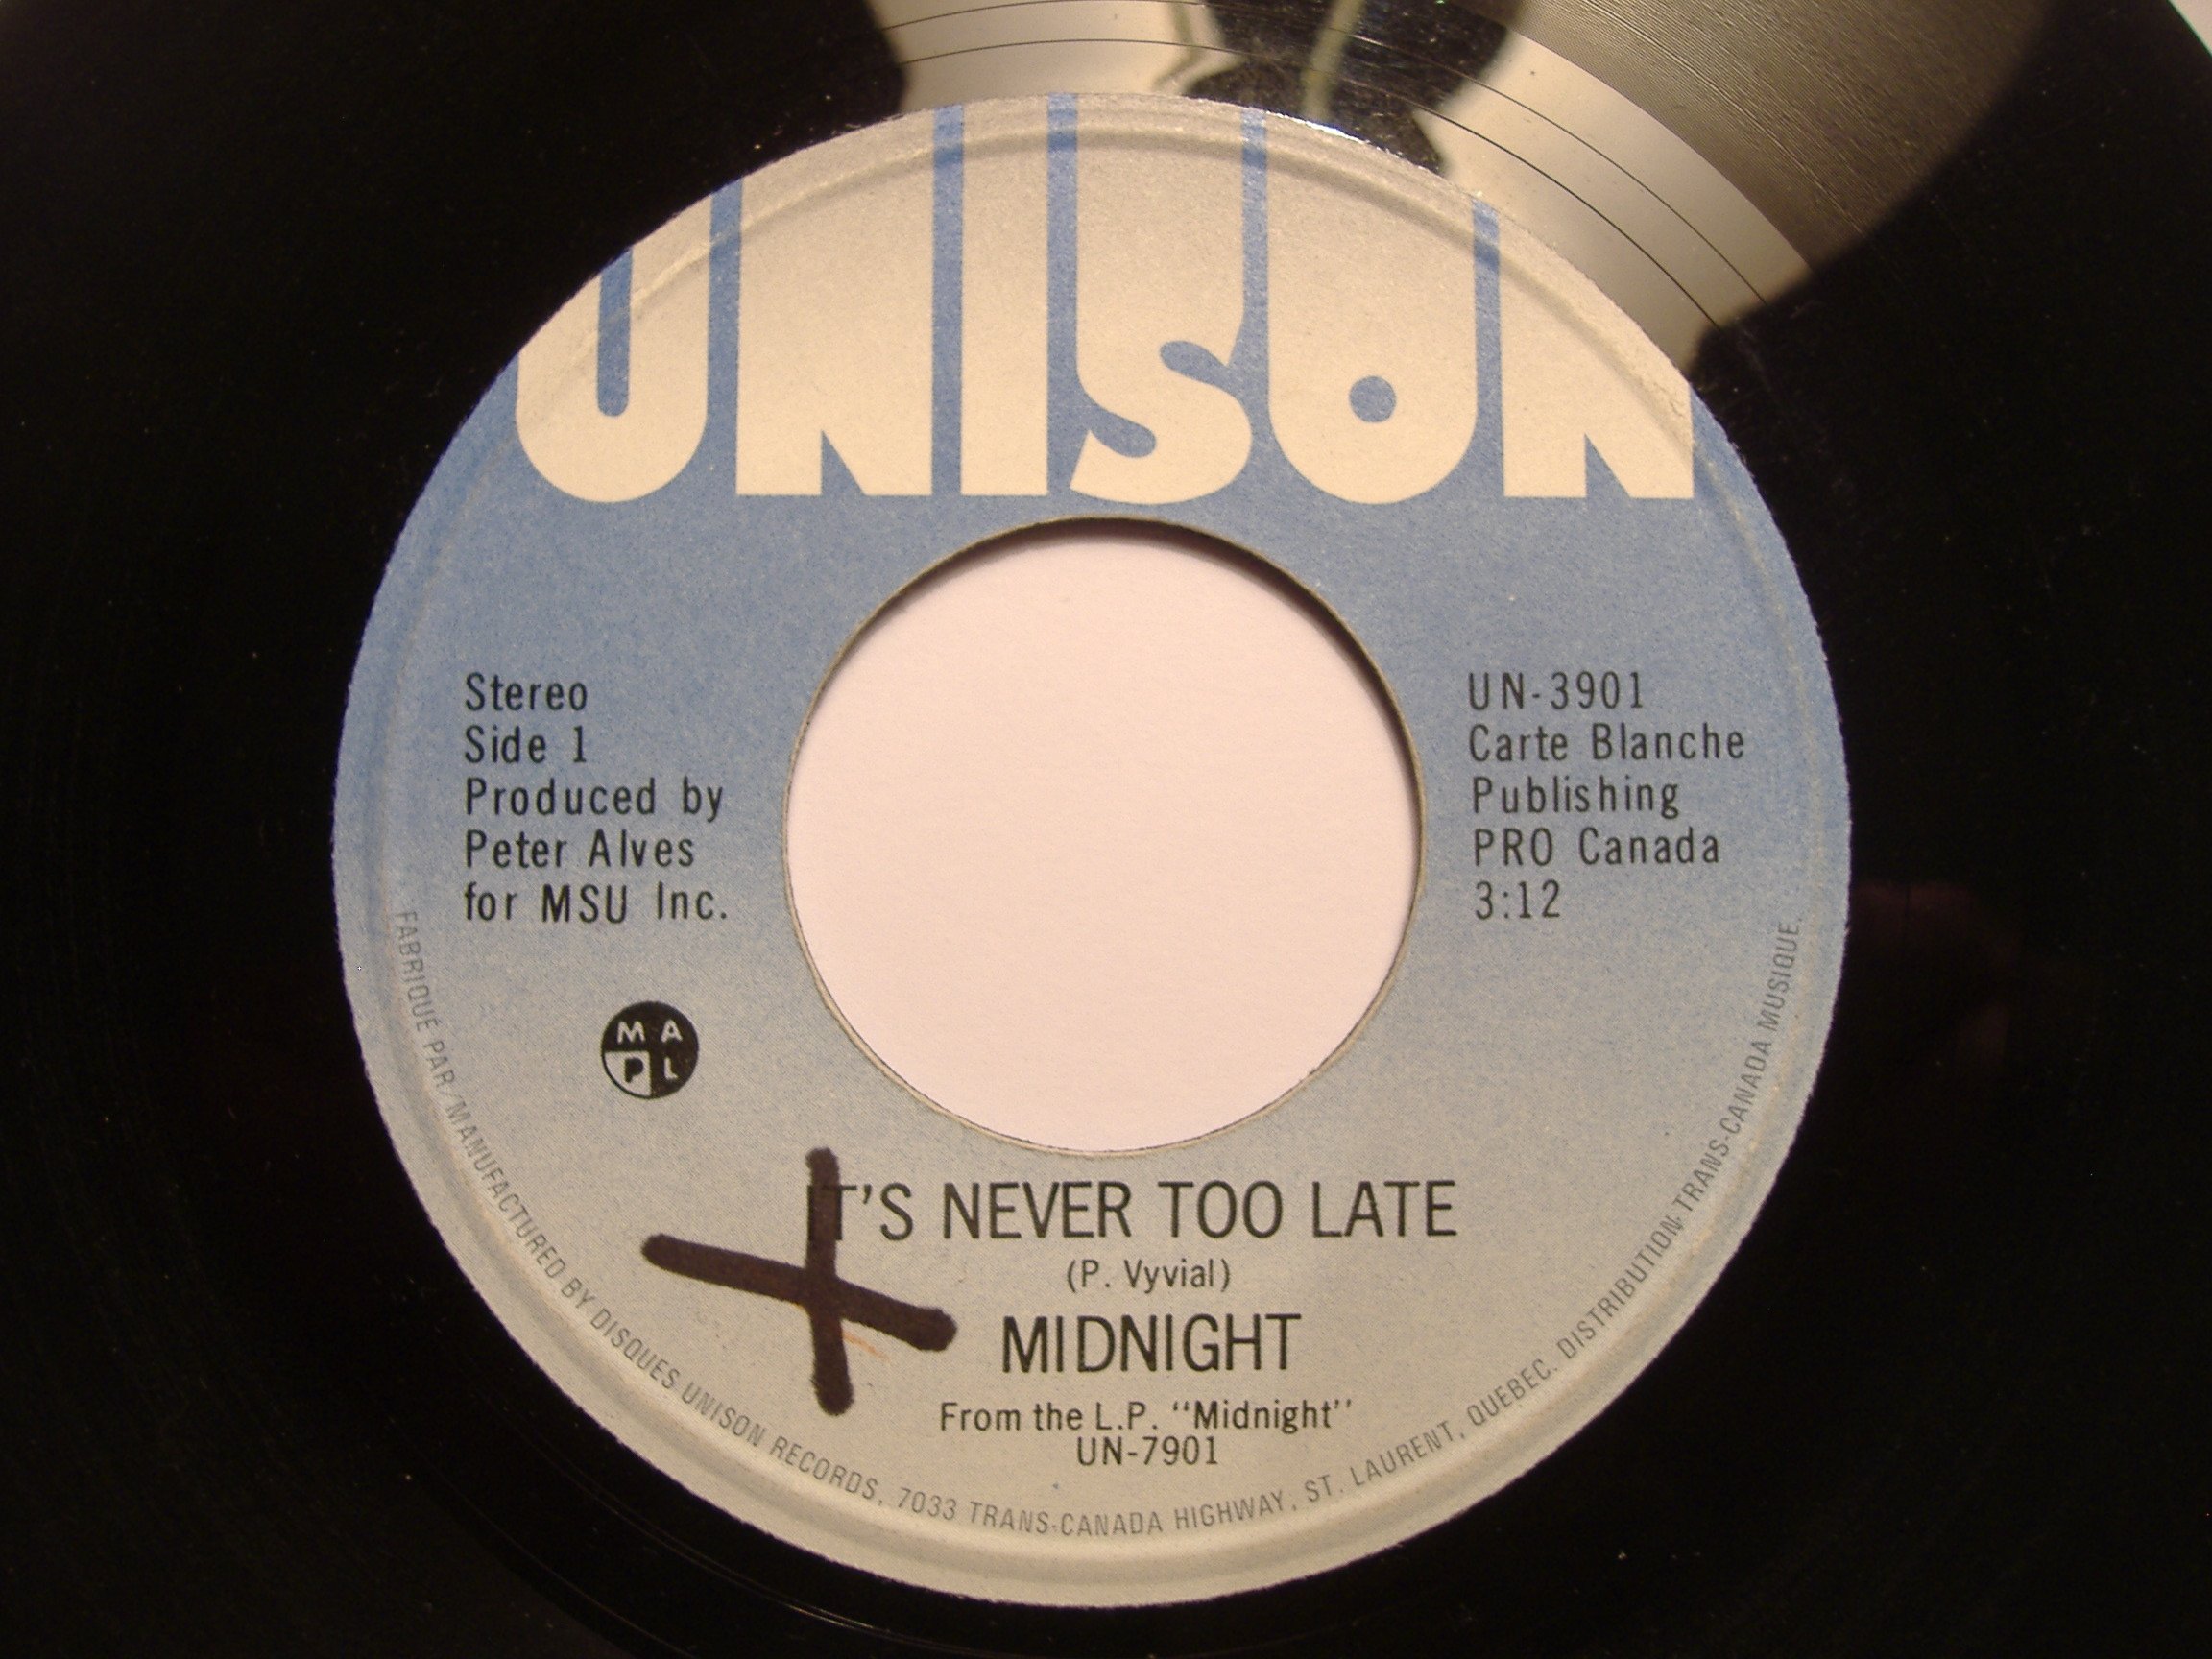 UNISON
Stereo
Side 1
Produced by
Peter Alves
for MSU Inc.
UN-3901
Carte Blanche
Publishing
PRO Canada
3:12
M A
P L
IT'S NEVER TOO LATE
(P. Vyvial)
MIDNIGHT
From the L.P. "Midnight"
UN-7901
FABRIQUÉ PAR/MANUFACTURED BY DISQUES UNISON RECORDS, 7033 TRANS-CANADA HIGHWAY, ST. LAURENT, QUEBEC. DISTRIBUTION-TRANS-CANADA MUSIQUE.